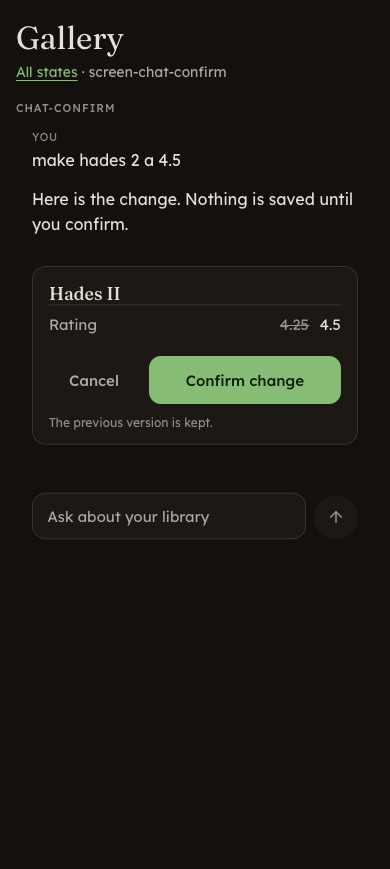 Gallery
All states · screen-chat-confirm
CHAT-CONFIRM
YOU
make hades 2 a 4.5
Here is the change. Nothing is saved until
you confirm.
Hades II
Rating 4.25 4.5
Cancel Confirm change
The previous version is kept.
Ask about your library